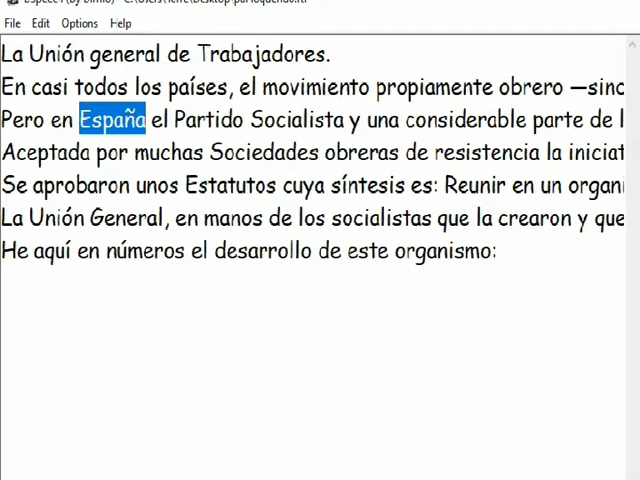 File Edit Options Help
La Unión general de Trabajadores.
En casi todos los países, el movimiento propiamente obrero —sinc
Pero en España el Partido Socialista y una considerable parte de l
Aceptada por muchas Sociedades obreras de resistencia la iniciat
Se aprobaron unos Estatutos cuya síntesis es: Reunir en un organi
La Unión General, en manos de los socialistas que la crearon y que
He aquí en números el desarrollo de este organismo: